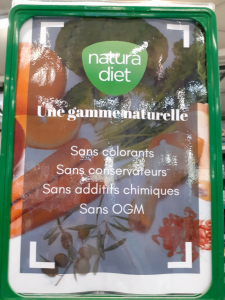 natura
diet
Une gamme naturelle
Sans colorants
Sans conservateurs
Sans additifs chimiques
Sans OGM